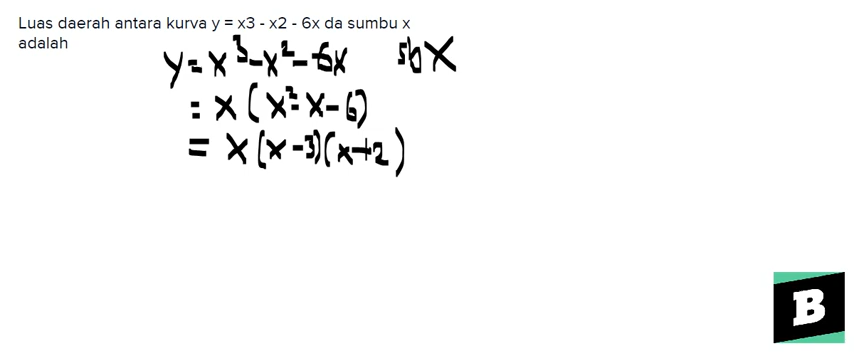 Luas daerah antara kurva y = x3 - x2 - 6x da sumbu x
adalah
y = x³ - x² - 6x sb X
= x (x² - x - 6)
= x (x - 3)(x + 2)
B